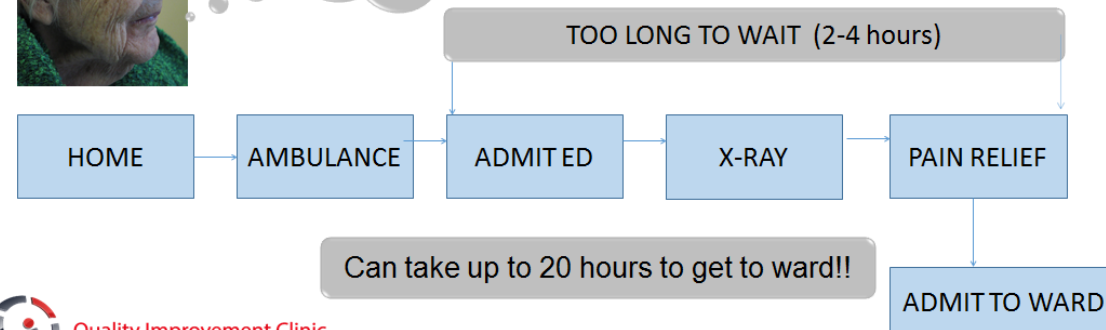 TOO LONG TO WAIT (2-4 hours)
HOME
AMBULANCE
ADMIT ED
X-RAY
PAIN RELIEF
Can take up to 20 hours to get to ward!!
ADMIT TO WARD
Quality Improvement Clinic